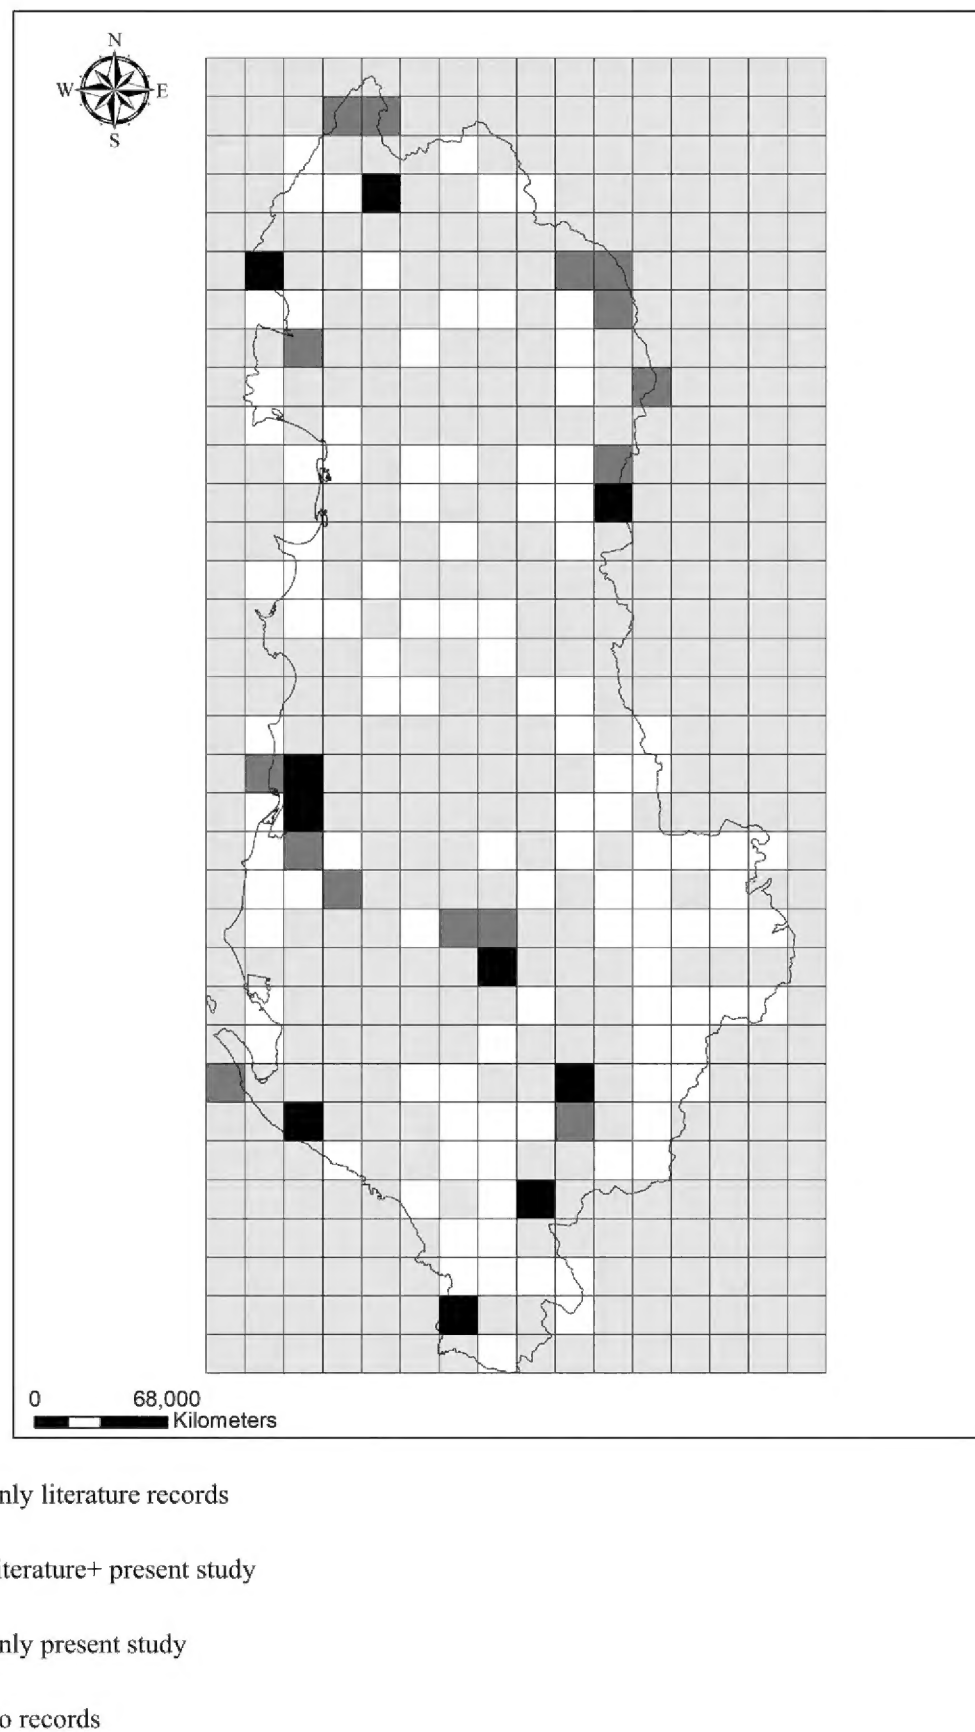 N
W E
S
0 68,000
Kilometers
nly literature records
iterature+ present study
nly present study
o records